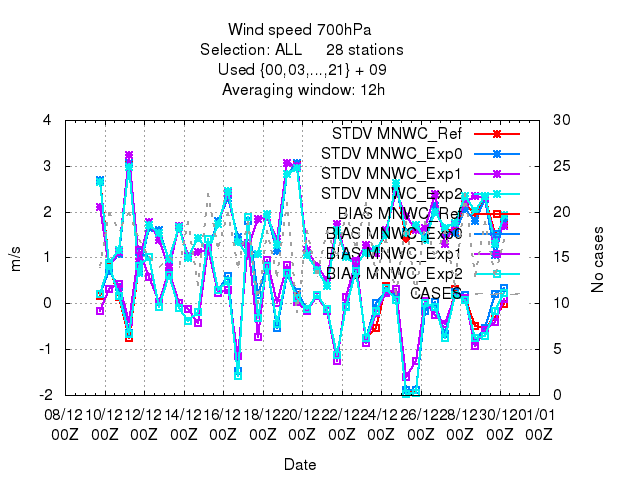 Wind speed 700hPa
Selection: ALL 28 stations
Used {00,03,...,21} + 09
Averaging window: 12h
4 30
STDV MNWC_Ref
STDV MNWC_Exp0
3 25
STDV MNWC_Exp1
STDV MNWC_Exp2
2 20
BIAS MNWC_Ref
BIAS MNWC_Exp0
1 15
BIAS MNWC_Exp1
BIAS MNWC_Exp2
CASES
0 10
-1 5
-2 0
m/s
No cases
08/12 10/12 12/12 14/12 16/12 18/12 20/12 22/12 24/12 26/12 28/12 30/12 01/01
00Z 00Z 00Z 00Z 00Z 00Z 00Z 00Z 00Z 00Z 00Z 00Z 00Z
Date